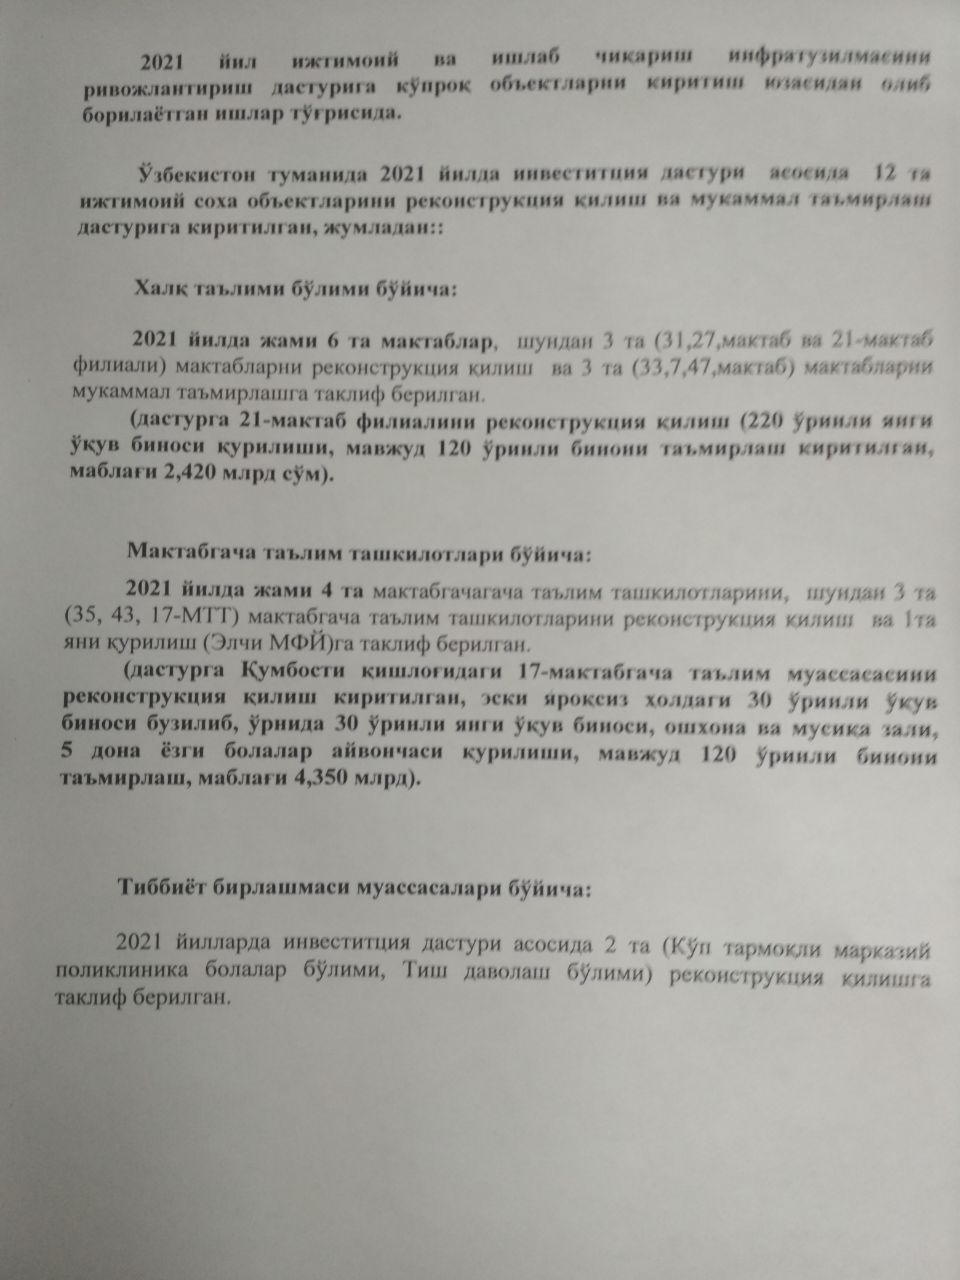 2021 йил ижтимоий ва ишлаб чиқариш инфратузилмасини
ривожлантириш дастурига кўпроқ объектларни киритиш юзасидан олиб
борилаётган ишлар тўғрисида.
Ўзбекистон туманида 2021 йилда инвеститция дастури асосида 12 та
ижтимоий соха объектларини реконструкция қилиш ва мукаммал таъмирлаш
дастурига киритилган, жумладан::
Халқ таълими бўлими бўйича:
2021 йилда жами 6 та мактаблар, шундан 3 та (31,27,мактаб ва 21-мактаб
филиали) мактабларни реконструкция қилиш ва 3 та (33,7,47,мактаб) мактабларни
мукаммал таъмирлашга таклиф берилган.
(дастурга 21-мактаб филиалини реконструкция қилиш (220 ўринли янги
ўқув биноси қурилиши, мавжуд 120 ўринли бинони таъмирлаш киритилган,
маблағи 2,420 млрд сўм).
Мактабгача таълим ташкилотлари бўйича:
2021 йилда жами 4 та мактабгачагача таълим ташкилотларини, шундан 3 та
(35, 43, 17-МТТ) мактабгача таълим ташкилотларини реконструкция қилиш ва 1та
яни қурилиш (Элчи МФЙ)га таклиф берилган.
(дастурга Қумбости қишлоғидаги 17-мактабгача таълим муассасасини
реконструкция қилиш киритилган, эски яроксиз холдаги 30 ўринли ўқув
биноси бузилиб, ўрнида 30 ўринли янги ўқув биноси, ошхона ва мусиқа зали,
5 дона ёзги болалар айвончаси қурилиши, мавжуд 120 ўринли бинони
таъмирлаш, маблағи 4,350 млрд).
Тиббиёт бирлашмаси муассасалари бўйича:
2021 йилларда инвеститция дастури асосида 2 та (Кўп тармоқли марказий
поликлиника болалар бўлими, Тиш даволаш бўлими) реконструкция қилишга
таклиф берилган.